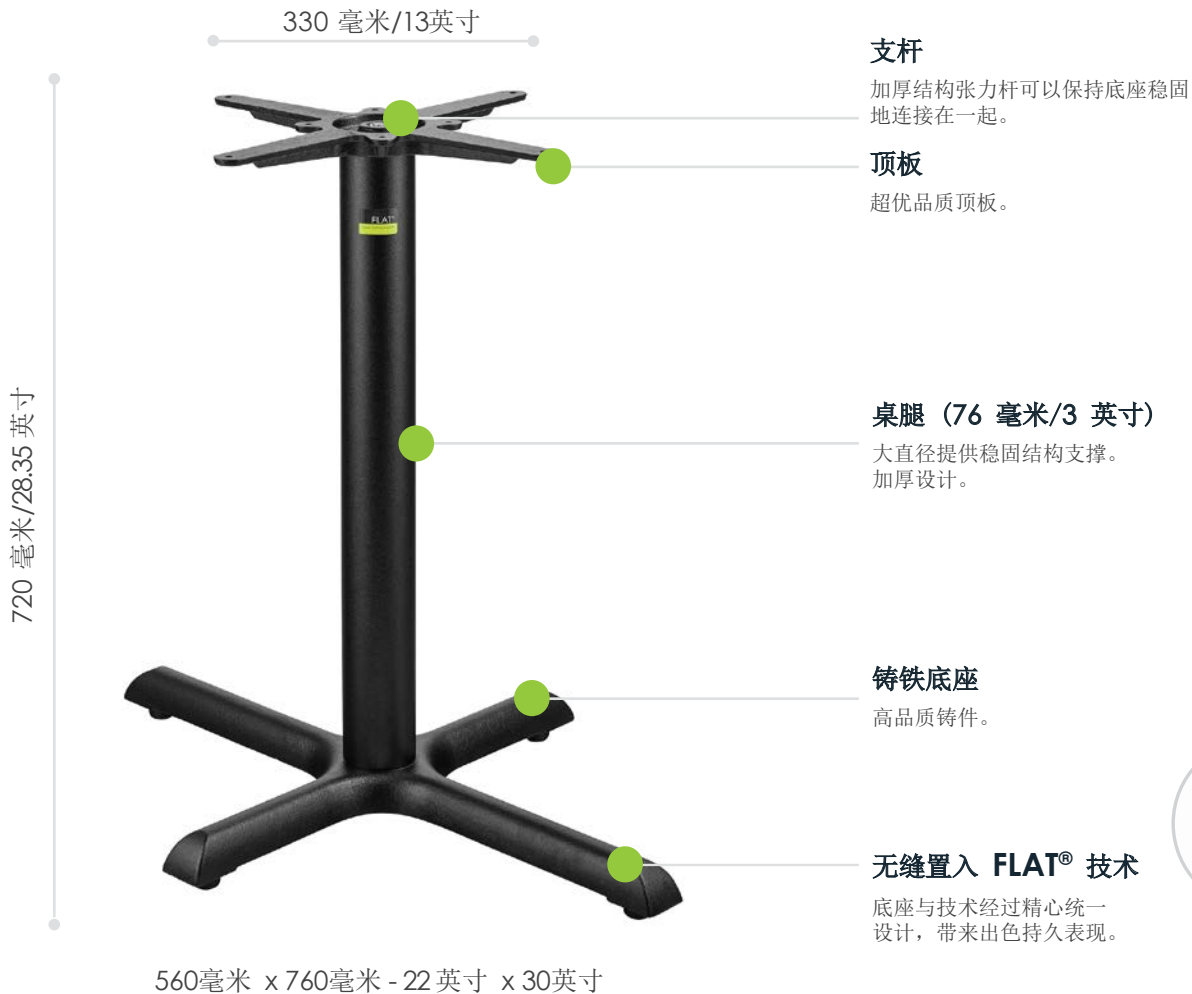 330 毫米/13英寸
支杆
加厚结构张力杆可以保持底座稳固
地连接在一起。
顶板
超优品质顶板。
FLAT®
720 毫米/28.35 英寸
桌腿 (76 毫米/3 英寸)
大直径提供稳固结构支撑。
加厚设计。
铸铁底座
高品质铸件。
无缝置入 FLAT® 技术
底座与技术经过精心统一
设计，带来出色持久表现。
560毫米 x 760毫米 - 22 英寸 x 30英寸